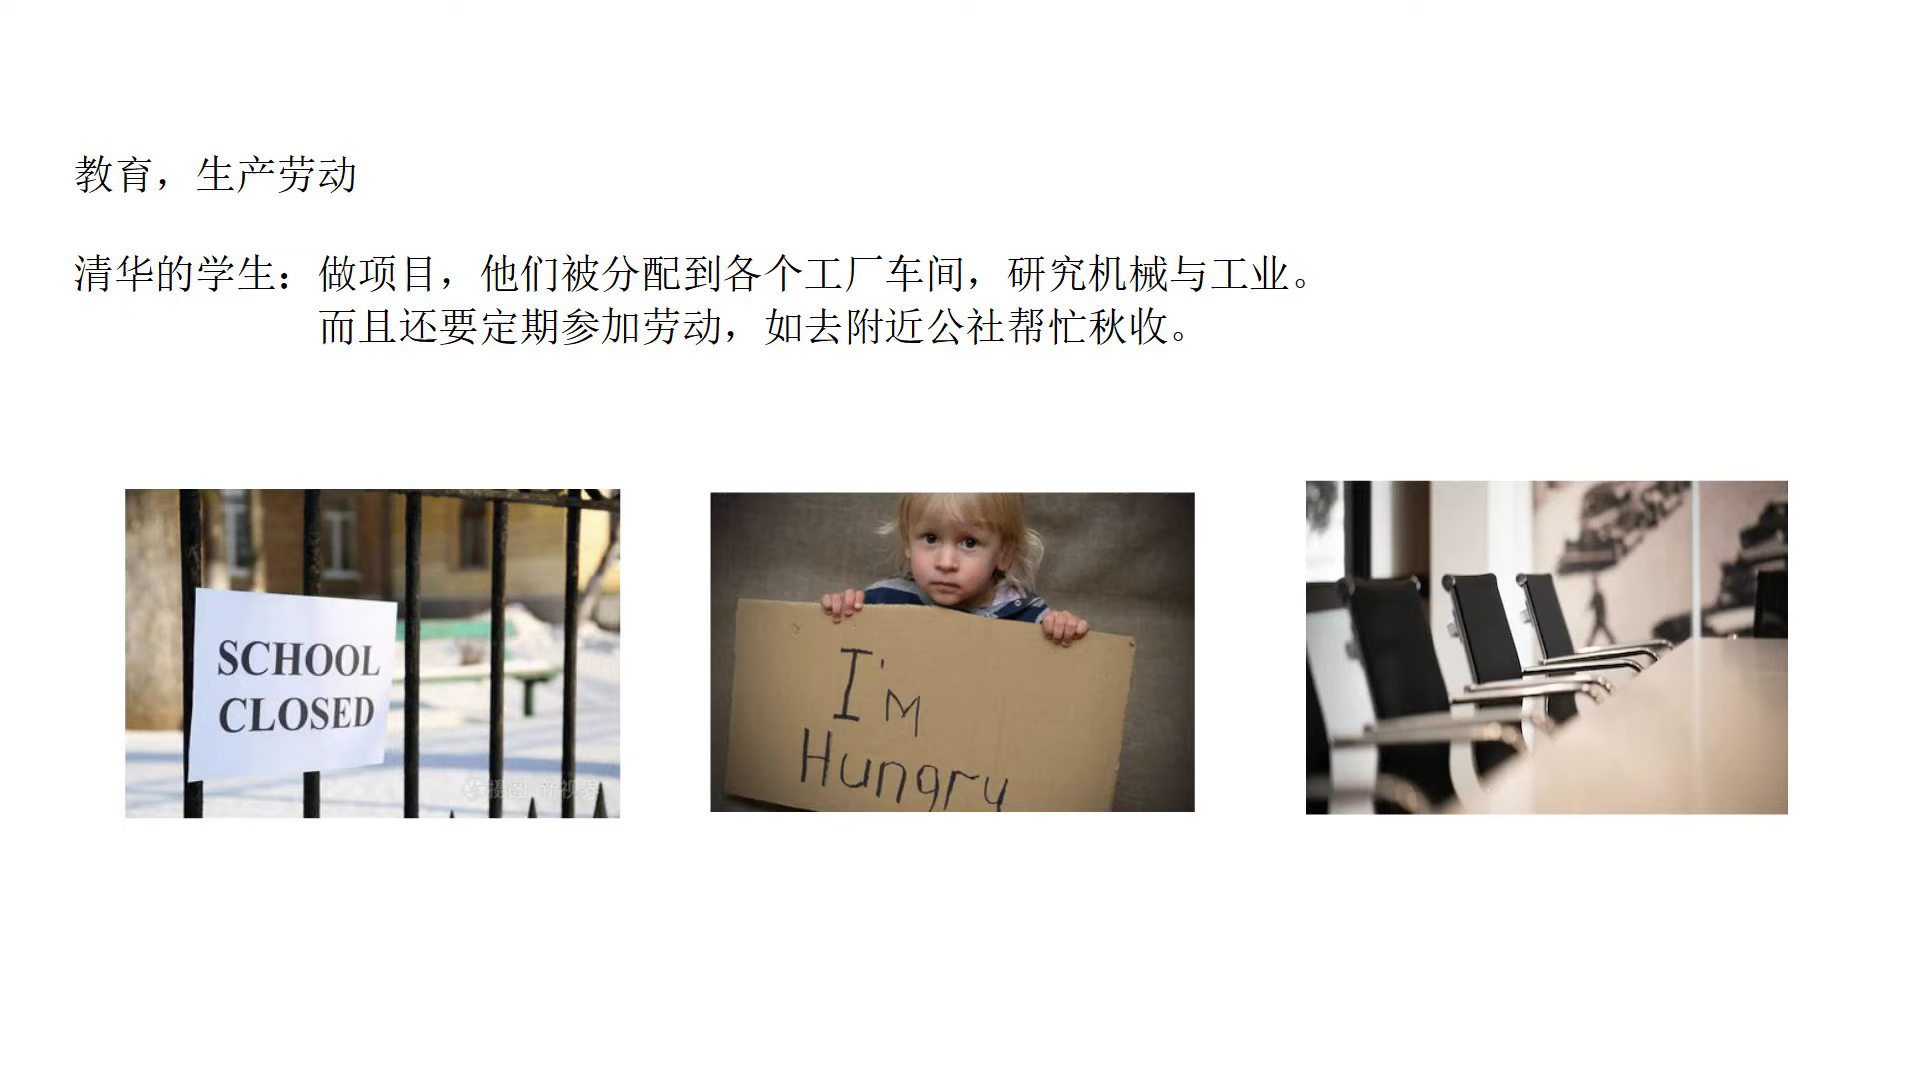 教育，生产劳动
清华的学生：做项目，他们被分配到各个工厂车间，研究机械与工业。
而且还要定期参加劳动，如去附近公社帮忙秋收。
SCHOOL
CLOSED
I'm
Hungry